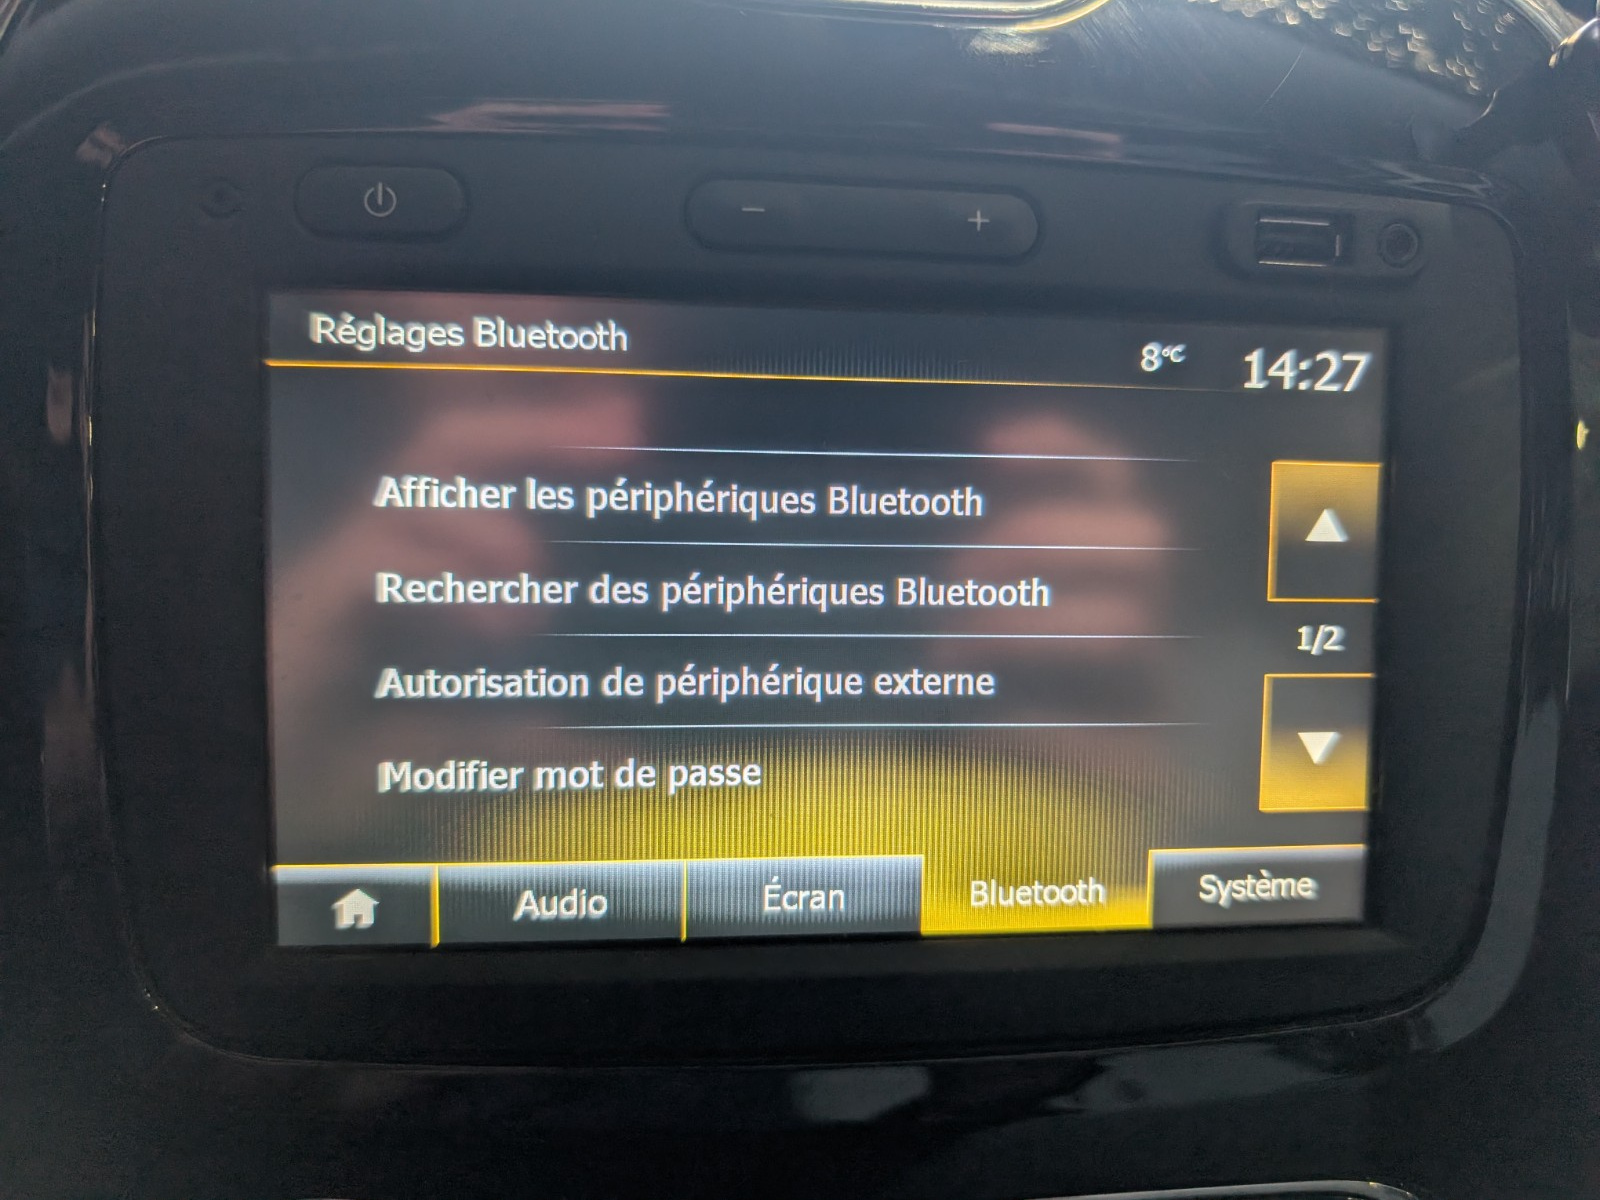 Réglages Bluetooth
8°C
14:27
Afficher les périphériques Bluetooth
Rechercher des périphériques Bluetooth
1/2
Autorisation de périphérique externe
Modifier mot de passe
Audio
Écran
Bluetooth
Système